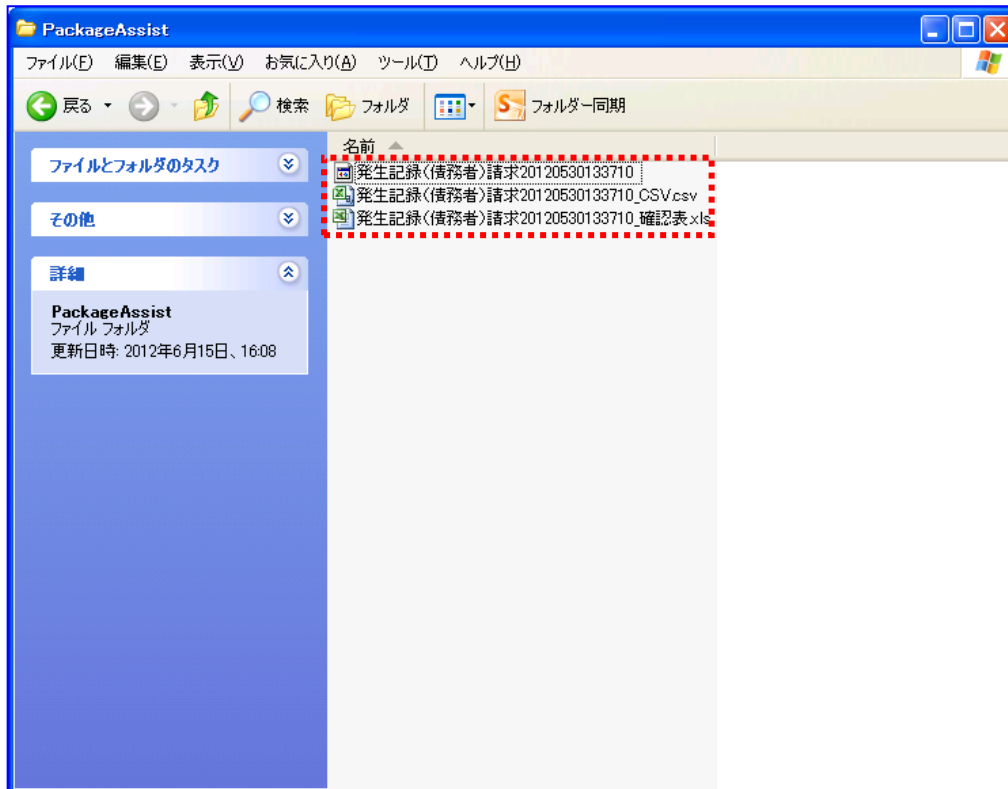 PackageAssist
ファイル(F) 編集(E) 表示(V) お気に入り(A) ツール(T) ヘルプ(H)
戻る 検索 フォルダ フォルダー同期
名前
ファイルとフォルダのタスク
その他
詳細
PackageAssist
ファイル フォルダ
更新日時: 2012年6月15日、16:08
発生記録(債務者)請求20120530133710
発生記録(債務者)請求20120530133710_CSV.csv
発生記録(債務者)請求20120530133710_確認表.xls